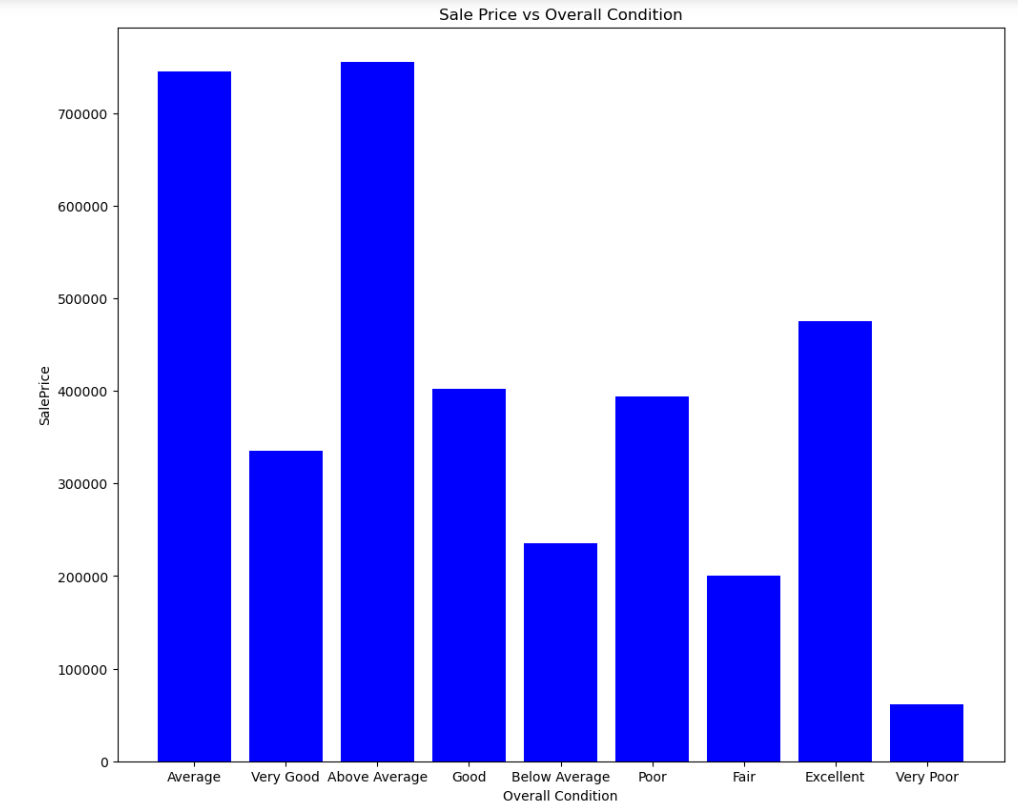 Sale Price vs Overall Condition
700000
600000
500000
400000
300000
200000
100000
0
SalePrice
Average Very Good Above Average Good Below Average Poor Fair Excellent Very Poor
Overall Condition